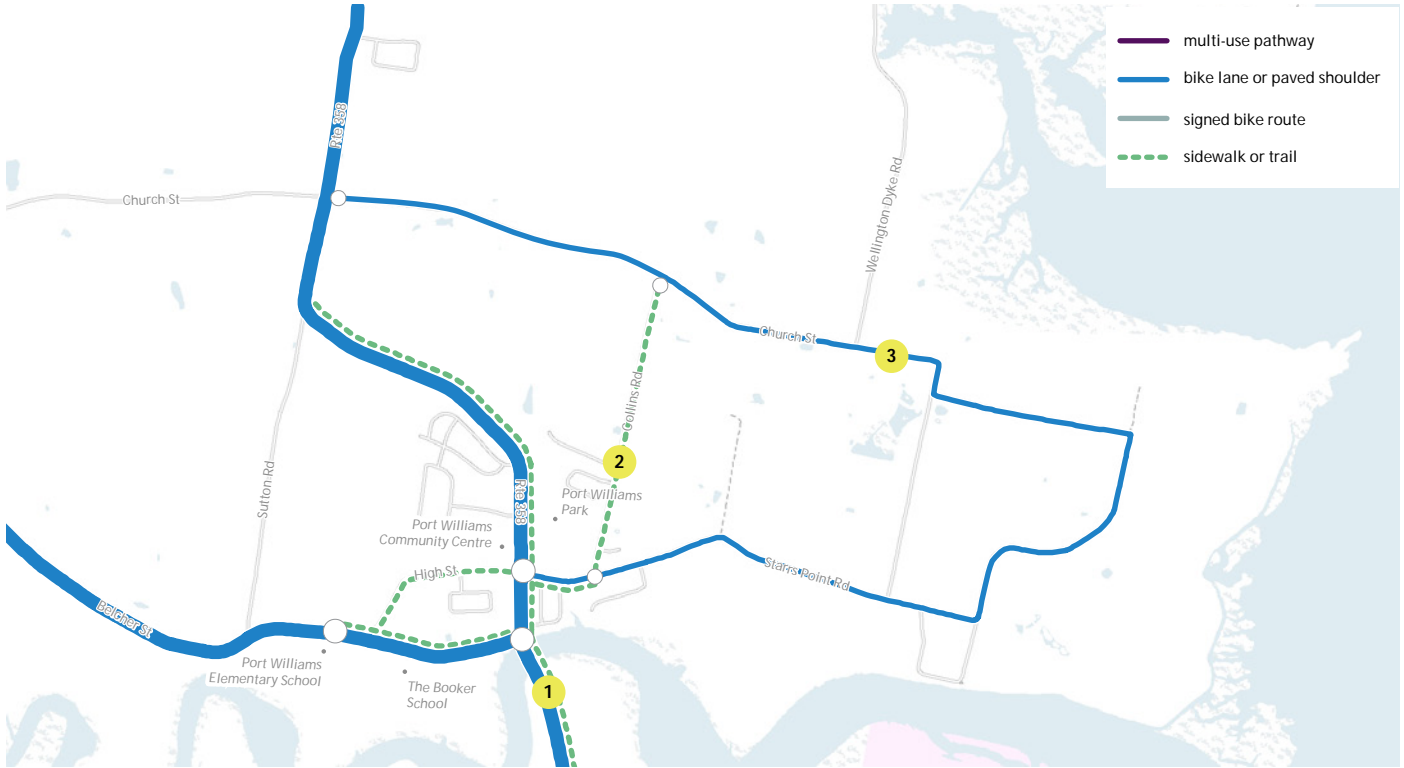 multi-use pathway
bike lane or paved shoulder
signed bike route
sidewalk or trail
Rte 358
Church St
Wellington Dyke Rd
Church St
3
Collins Rd
2
Sutton Rd
Rte 358
Port Williams
Park
Port Williams
Community Centre
High St
Starrs Point Rd
Belcher St
Port Williams
Elementary School
The Booker
School
1